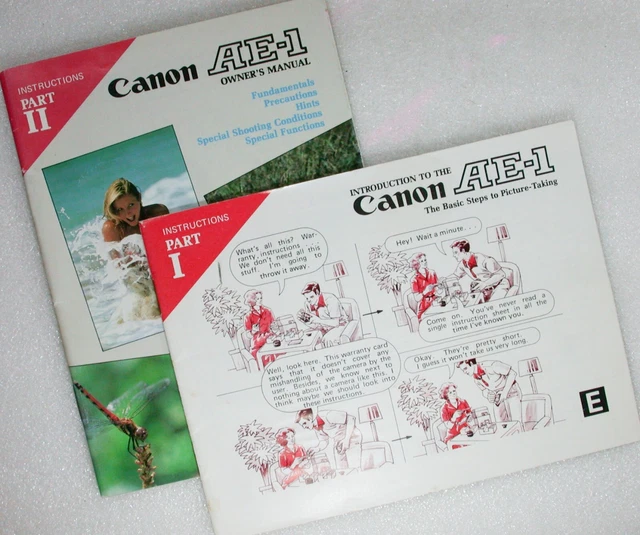 INSTRUCTIONS
PART
II
Canon AE-1
OWNER'S MANUAL
Fundamentals
Precautions
Hints
Special Shooting Conditions
Special Functions
INSTRUCTIONS
PART
I
INTRODUCTION TO THE
Canon AE-1
The Basic Steps to Picture-Taking
What's all this? War-
ranty, instructions . . .
We don't need all this
stuff. I'm going to
throw it away.
Hey! Wait a minute. . . .
Come on. You've never read a
single instruction sheet in all the
time I've known you.
Well, look here. This warranty card
says that it doesn't cover any
mishandling of the camera by the
user. Besides, we know next to
nothing about a camera like this. I
think maybe we should look into
these instructions.
Okay. They're pretty short.
I guess it won't take us very long.
E